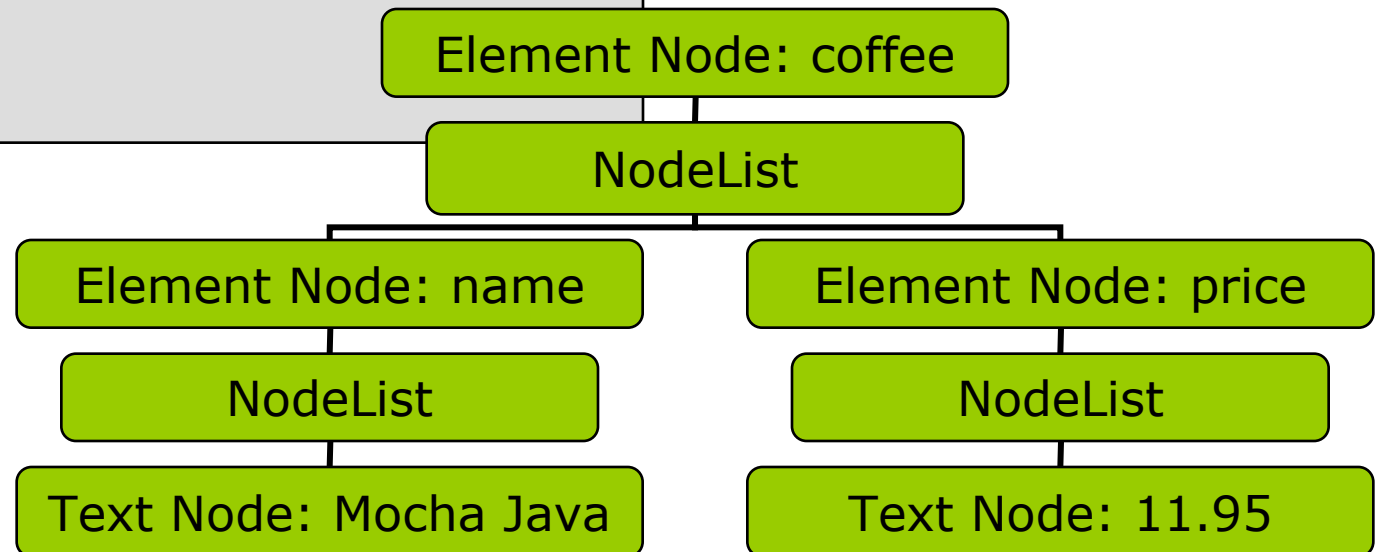 Element Node: coffee
NodeList
Element Node: name
Element Node: price
NodeList
NodeList
Text Node: Mocha Java
Text Node: 11.95